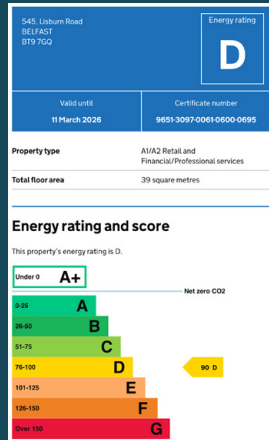 545, Lisburn Road
BELFAST
BT9 7GQ
Energy rating
D
Valid until
11 March 2026
Certificate number
9651-3097-0061-0600-0695
Property type
A1/A2 Retail and
Financial/Professional services
Total floor area
39 square metres
Energy rating and score
This property's energy rating is D.
Under 0 A+
Net zero CO2
0-25 A
26-50 B
51-75 C
76-100 D
90 D
101-125 E
126-150 F
Over 150 G